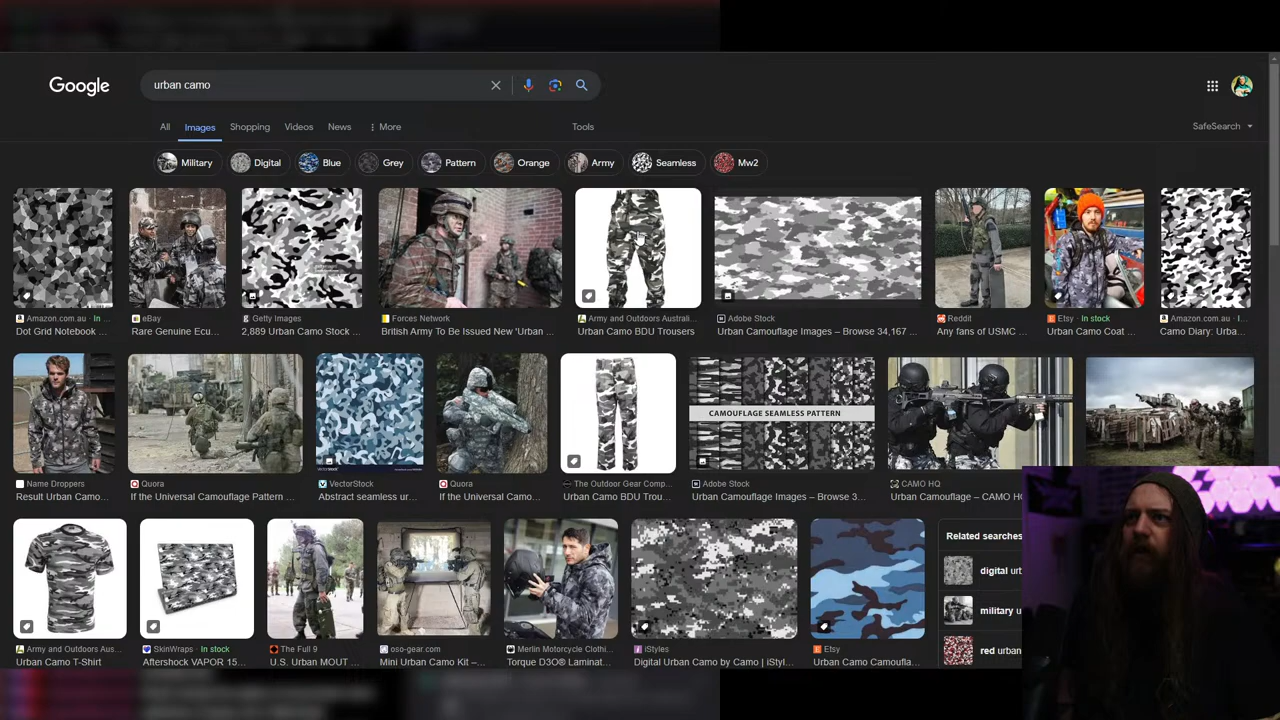 Google
urban camo
All Images Shopping Videos News More Tools SafeSearch
Military Digital Blue Grey Pattern Orange Army Seamless Mw2
Amazon.com.au · In ...
Dot Grid Notebook ...
eBay
Rare Genuine Ecu...
Getty Images
2,889 Urban Camo Stock ...
Forces Network
British Army To Be Issued New 'Urban ...
Army and Outdoors Australi...
Urban Camo BDU Trousers
Adobe Stock
Urban Camouflage Images – Browse 34,167 ...
Reddit
Any fans of USMC ...
Etsy · In stock
Urban Camo Coat ...
Amazon.com.au · I...
Camo Diary: Urba...
CAMOUFLAGE SEAMLESS PATTERN
Name Droppers
Result Urban Camo...
Quora
If the Universal Camouflage Pattern ...
VectorStock
Abstract seamless ur...
Quora
If the Universal Camo...
The Outdoor Gear Comp...
Urban Camo BDU Trou...
Adobe Stock
Urban Camouflage Images – Browse 3...
CAMO HQ
Urban Camouflage – CAMO HQ
Related searches
digital urb
military u
red urban
Army and Outdoors Aus...
Urban Camo T-Shirt
SkinWraps · In stock
Aftershock VAPOR 15...
The Full 9
U.S. Urban MOUT ...
oso-gear.com
Mini Urban Camo Kit –...
Merlin Motorcycle Clothi...
Torque D3O® Laminat...
iStyles
Digital Urban Camo by Camo | iStyl...
Etsy
Urban Camo Camoufla...